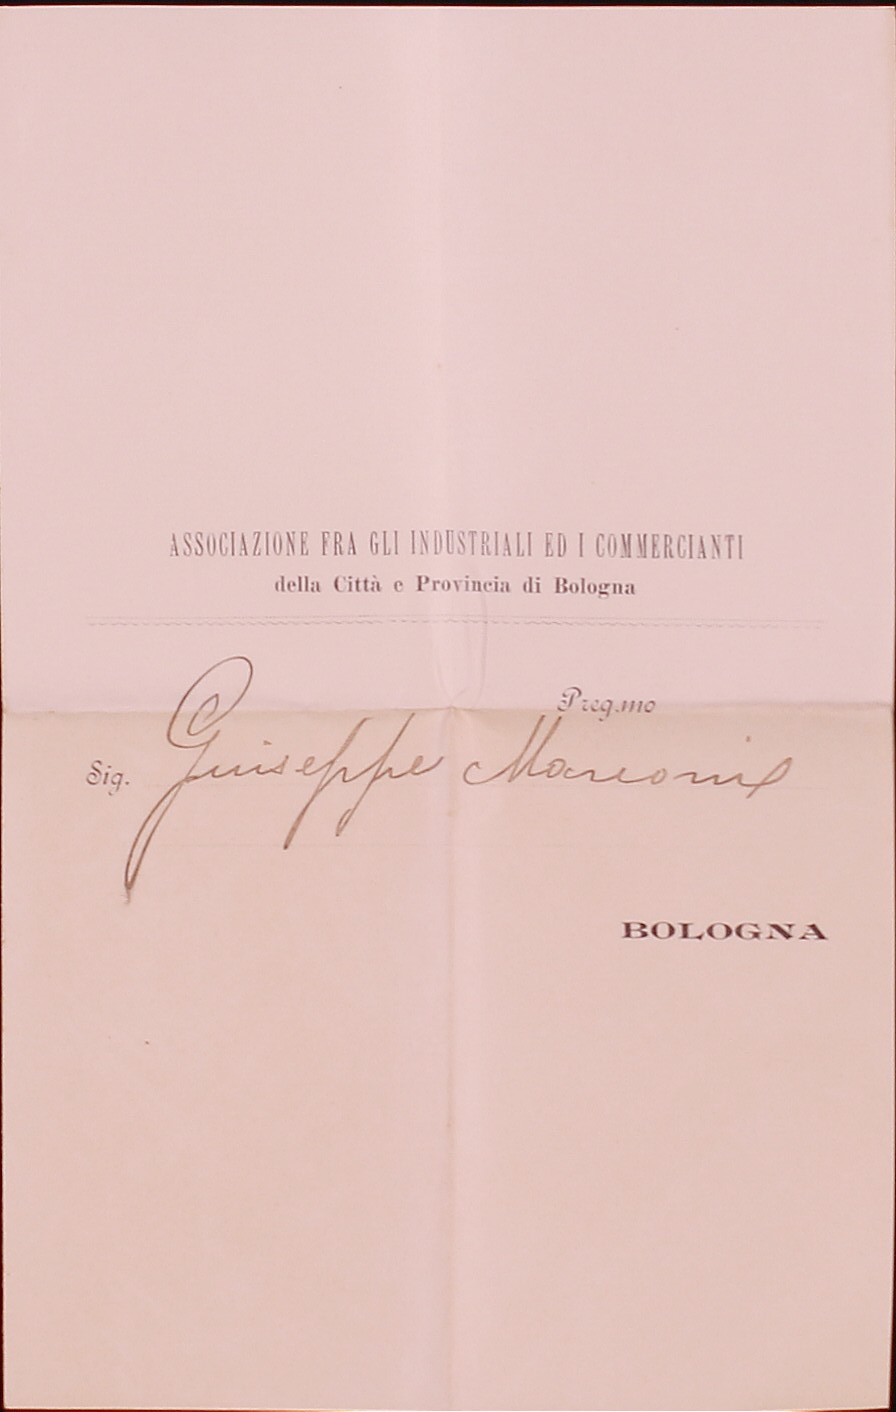 ASSOCIAZIONE FRA GLI INDUSTRIALI ED I COMMERCIANTI
della Città e Provincia di Bologna
Preg.mo
Sig. Giuseppe Marconi
BOLOGNA